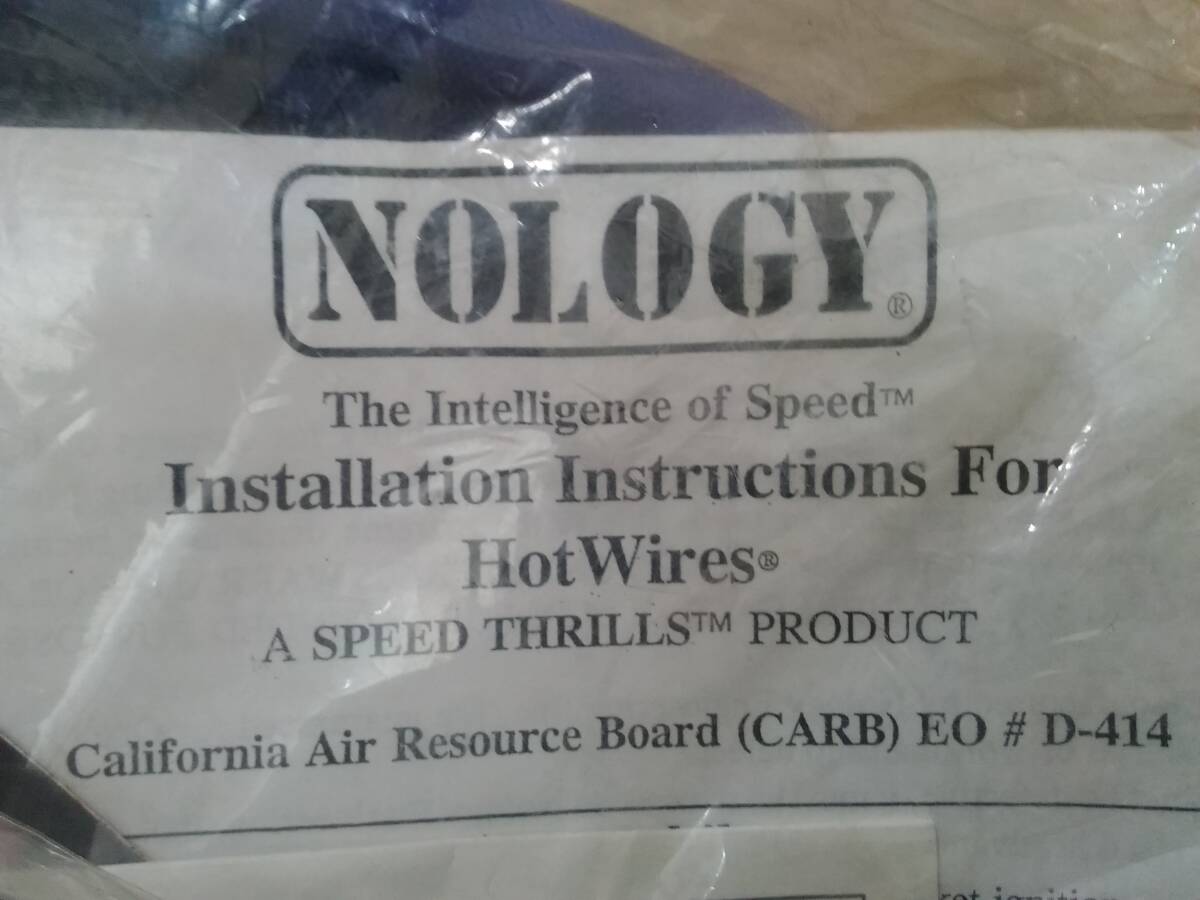 NOLOGY®
The Intelligence of Speed™
Installation Instructions For
HotWires®
A SPEED THRILLS™ PRODUCT
California Air Resource Board (CARB) EO # D-414